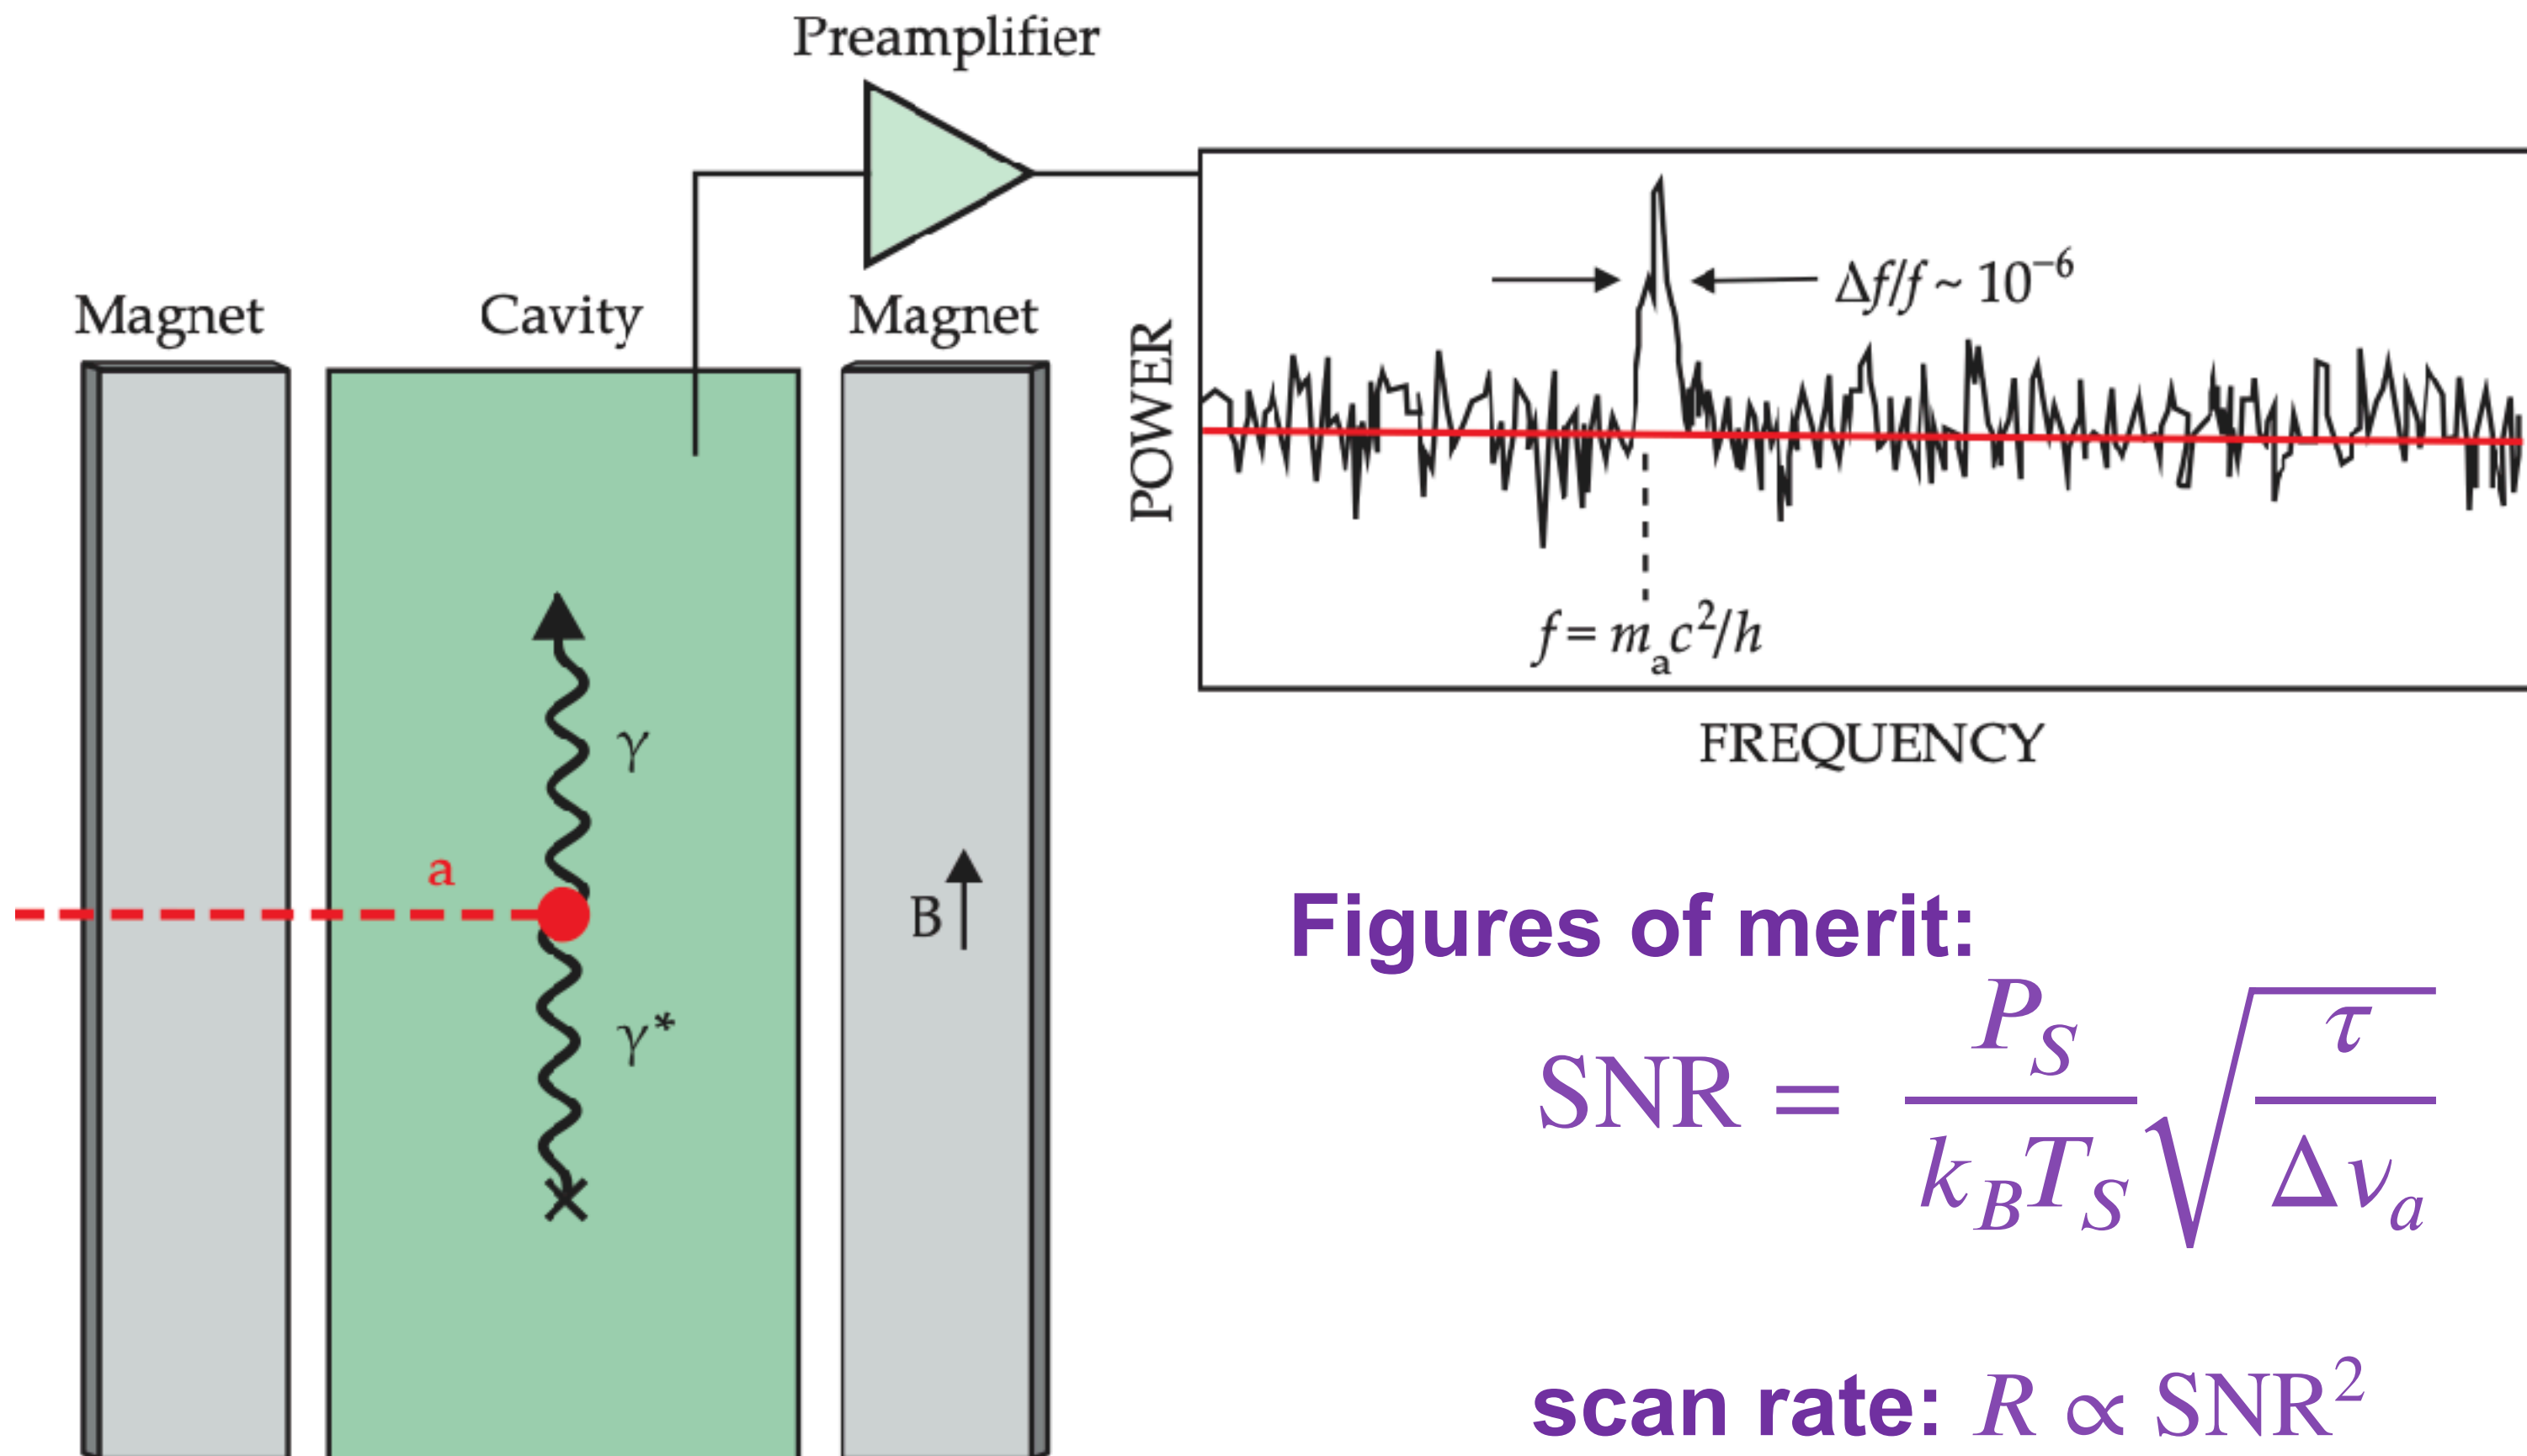 Preamplifier
Magnet
Cavity
Magnet
a
γ
γ*
B
POWER
Δf/f ~ 10⁻⁶
f = mₐc²/h
FREQUENCY
Figures of merit:
SNR = P_S / k_B T_S √(τ / Δν_a)
scan rate: R ∝ SNR²